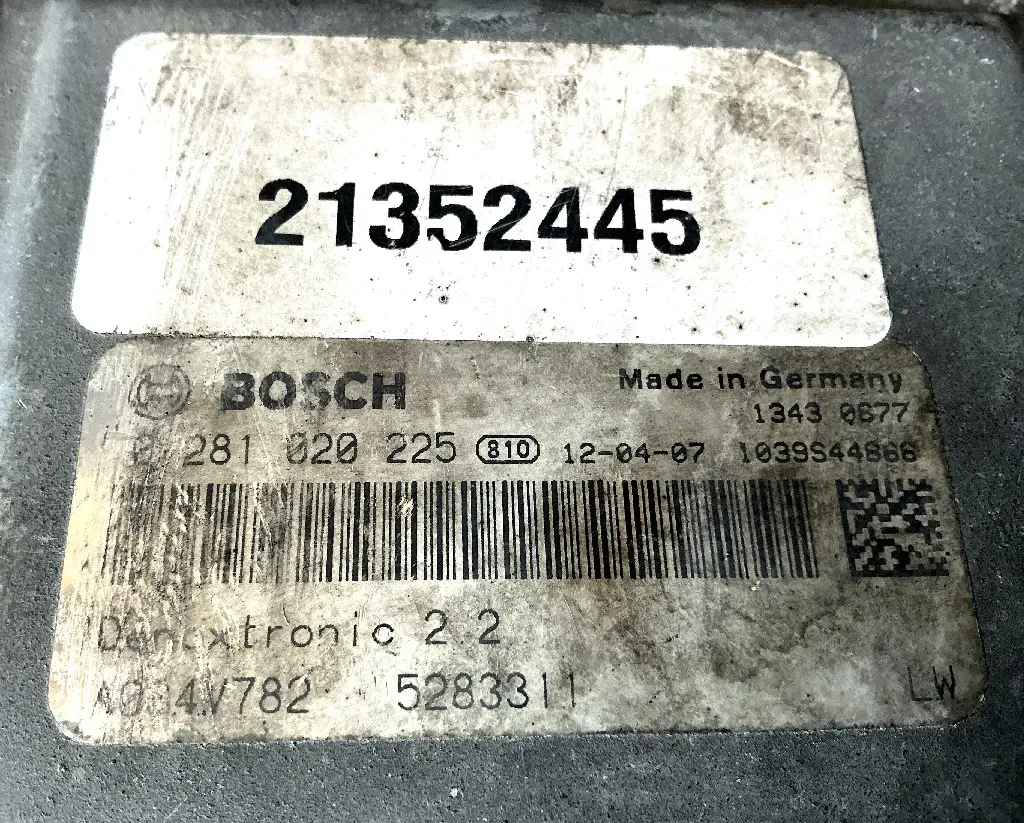 21352445
BOSCH
Made in Germany
1343 0877
281 020 225 810 12-04-07 1039S44866
Denoxtronic 2.2
5283311 LW